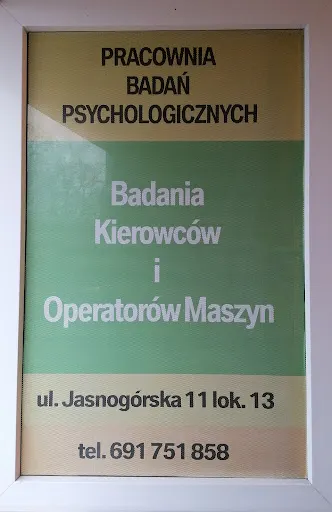 PRACOWNIA
BADAŃ
PSYCHOLOGICZNYCH
Badania
Kierowców
i
Operatorów Maszyn
ul. Jasnogórska 11 lok. 13
tel. 691 751 858